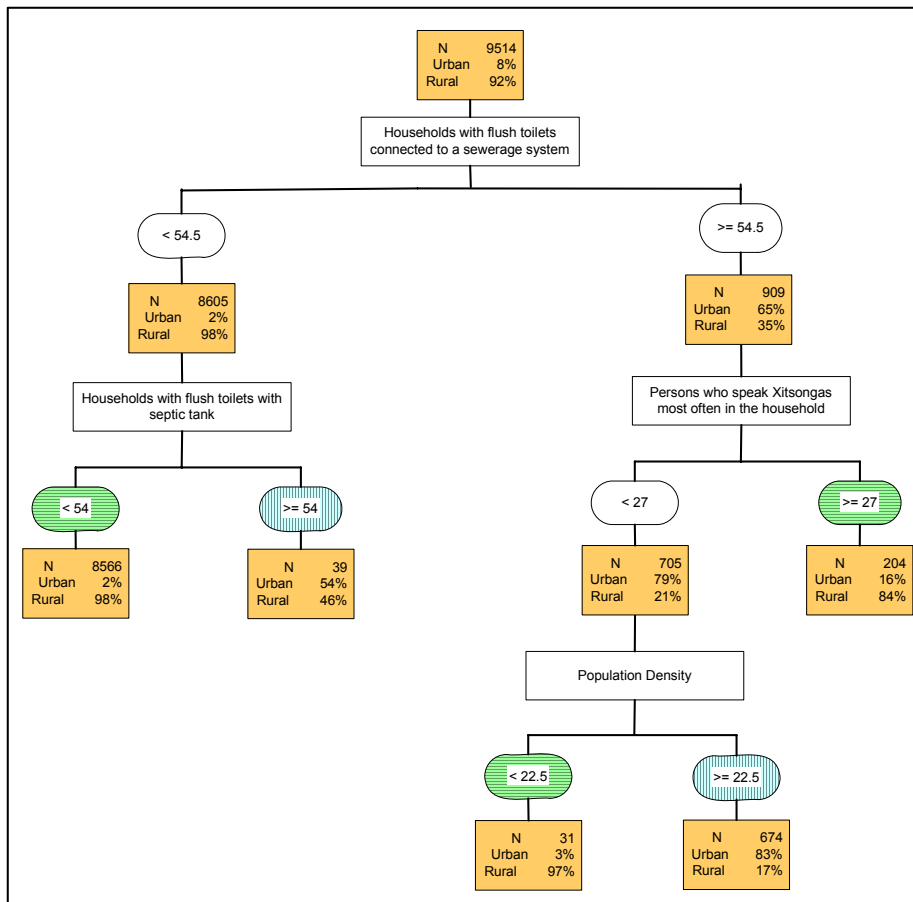 N 9514
Urban 8%
Rural 92%
Households with flush toilets
connected to a sewerage system
< 54.5
>= 54.5
N 8605
Urban 2%
Rural 98%
N 909
Urban 65%
Rural 35%
Households with flush toilets with
septic tank
Persons who speak Xitsongas
most often in the household
< 54
>= 54
< 27
>= 27
N 8566
Urban 2%
Rural 98%
N 39
Urban 54%
Rural 46%
N 705
Urban 79%
Rural 21%
N 204
Urban 16%
Rural 84%
Population Density
< 22.5
>= 22.5
N 31
Urban 3%
Rural 97%
N 674
Urban 83%
Rural 17%